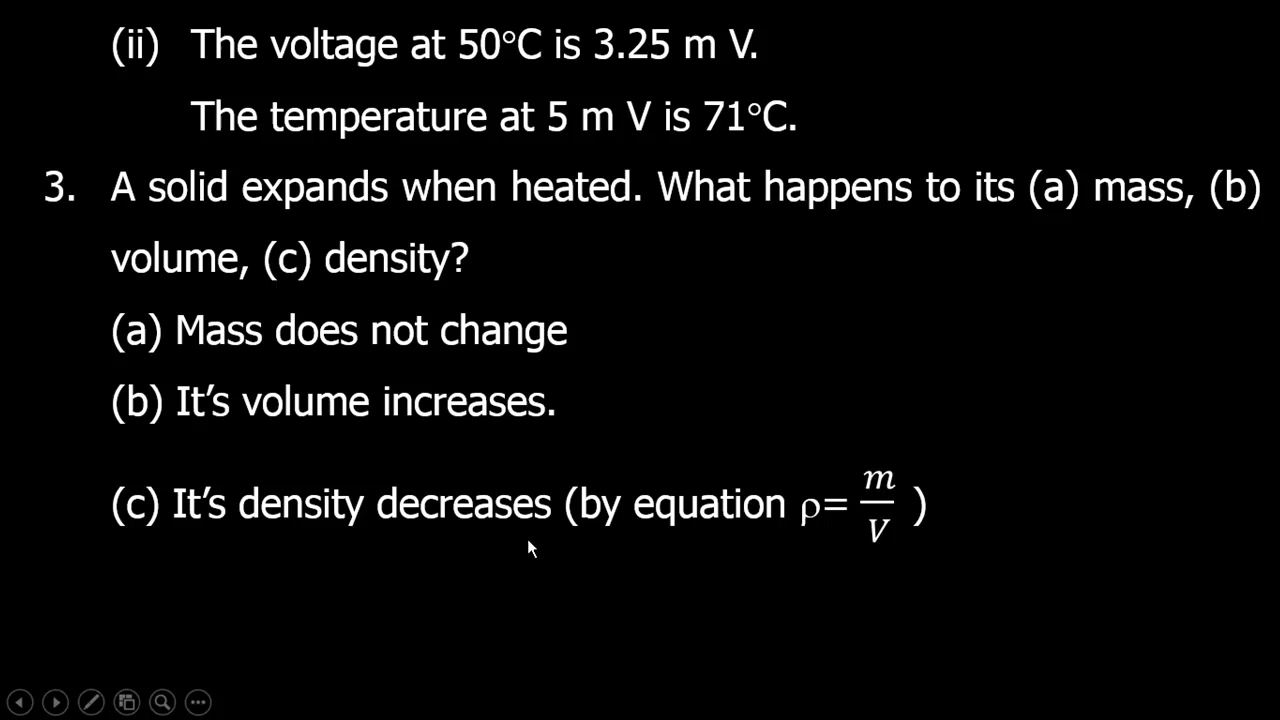 (ii) The voltage at 50°C is 3.25 m V.
The temperature at 5 m V is 71°C.
3. A solid expands when heated. What happens to its (a) mass, (b)
volume, (c) density?
(a) Mass does not change
(b) It’s volume increases.
(c) It’s density decreases (by equation ρ= m/V )